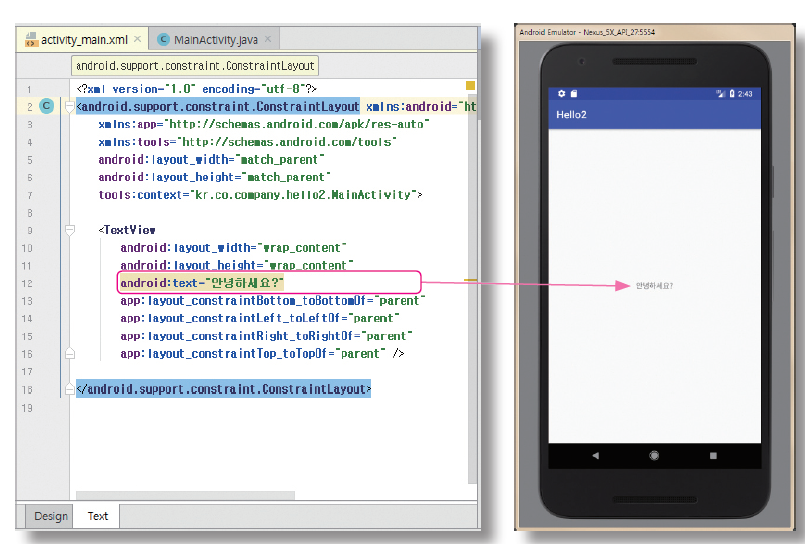 activity_main.xml
MainActivity.java
android.support.constraint.ConstraintLayout
1 <?xml version="1.0" encoding="utf-8"?>
2 <android.support.constraint.ConstraintLayout xmlns:android="ht
3 xmlns:app="http://schemas.android.com/apk/res-auto"
4 xmlns:tools="http://schemas.android.com/tools"
5 android:layout_width="match_parent"
6 android:layout_height="match_parent"
7 tools:context="kr.co.company.hello2.MainActivity">
8
9 <TextView
10 android:layout_width="wrap_content"
11 android:layout_height="wrap_content"
12 android:text="안녕하세요?"
13 app:layout_constraintBottom_toBottomOf="parent"
14 app:layout_constraintLeft_toLeftOf="parent"
15 app:layout_constraintRight_toRightOf="parent"
16 app:layout_constraintTop_toTopOf="parent" />
17
18 </android.support.constraint.ConstraintLayout>
19
Design Text
Android Emulator - Nexus_5X_API_27:5554
2:43
Hello2
안녕하세요?